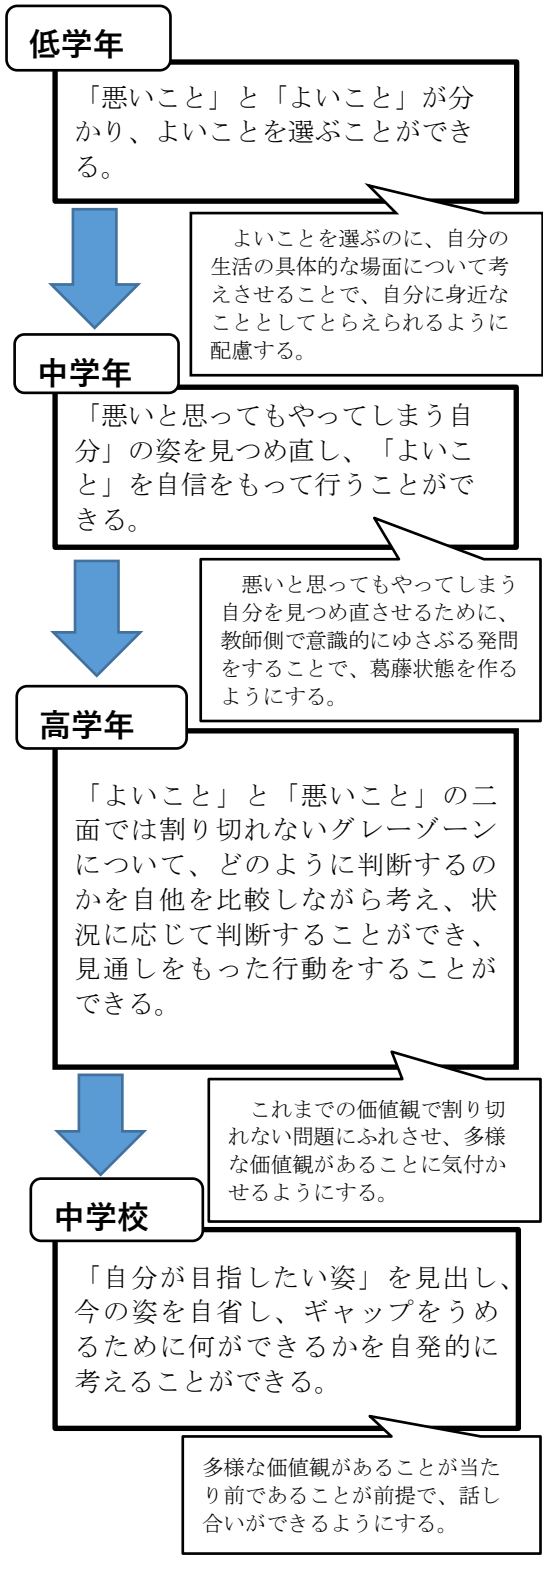 低学年
「悪いこと」と「よいこと」が分
かり、よいことを選ぶことができ
る。
よいことを選ぶのに、自分の
生活の具体的な場面について考
えさせることで、自分に身近な
こととしてとらえられるように
配慮する。
中学年
「悪いと思ってもやってしまう自
分」の姿を見つめ直し、「よいこ
と」を自信をもって行うことがで
きる。
悪いと思ってもやってしまう
自分を見つめ直させるために、
教師側で意識的にゆさぶる発問
をすることで、葛藤状態を作る
ようにする。
高学年
「よいこと」と「悪いこと」の二
面では割り切れないグレーゾーン
について、どのように判断するの
かを自他を比較しながら考え、状
況に応じて判断することができ、
見通しをもった行動をすることが
できる。
これまでの価値観で割り切
れない問題にふれさせ、多様
な価値観があることに気付か
せるようにする。
中学校
「自分が目指したい姿」を見出し、
今の姿を自省し、ギャップをうめ
るために何ができるかを自発的に
考えることができる。
多様な価値観があることが当た
り前であることが前提で、話し
合いができるようにする。